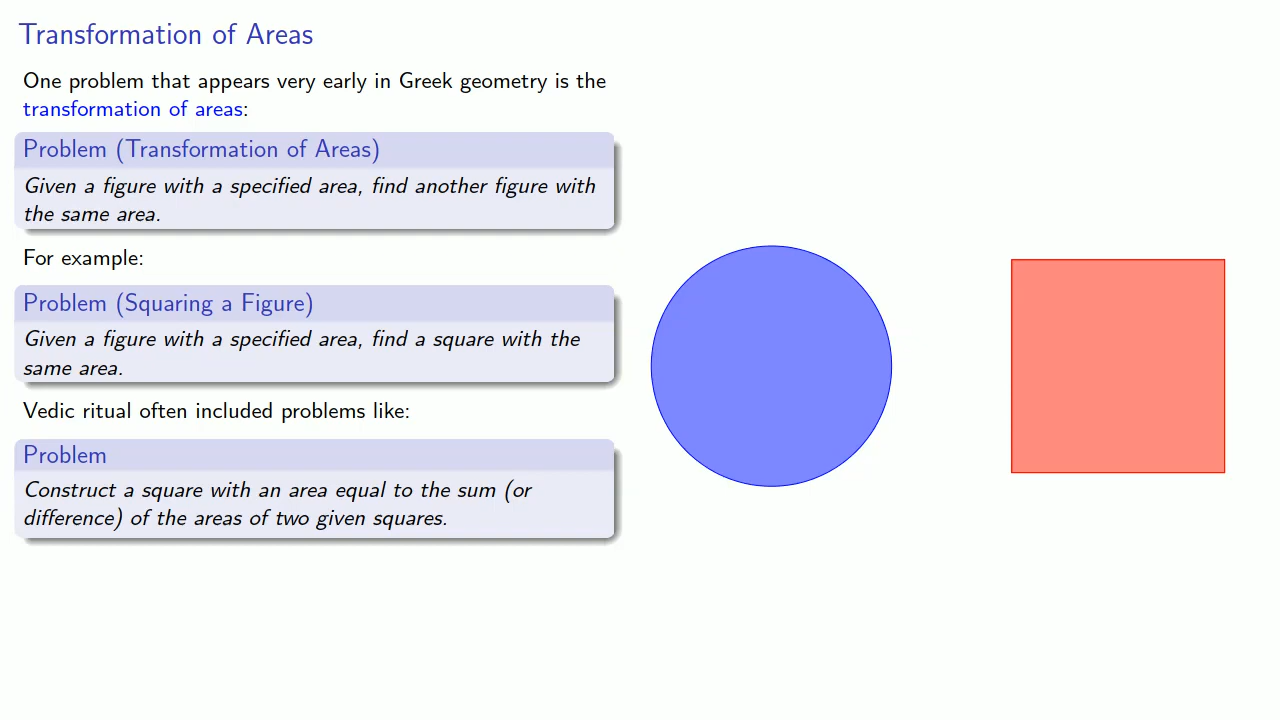 Transformation of Areas
One problem that appears very early in Greek geometry is the
transformation of areas:
Problem (Transformation of Areas)
Given a figure with a specified area, find another figure with
the same area.
For example:
Problem (Squaring a Figure)
Given a figure with a specified area, find a square with the
same area.
Vedic ritual often included problems like:
Problem
Construct a square with an area equal to the sum (or
difference) of the areas of two given squares.